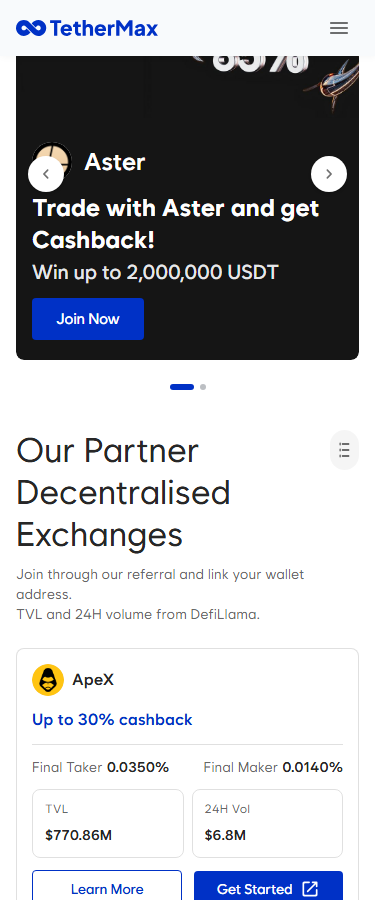 TetherMax
65%
Aster
Trade with Aster and get
Cashback!
Win up to 2,000,000 USDT
Join Now
Our Partner
Decentralised
Exchanges
Join through our referral and link your wallet
address.
TVL and 24H volume from DefiLlama.
ApeX
Up to 30% cashback
Final Taker 0.0350% Final Maker 0.0140%
TVL 24H Vol
$770.86M $6.8M
Learn More Get Started